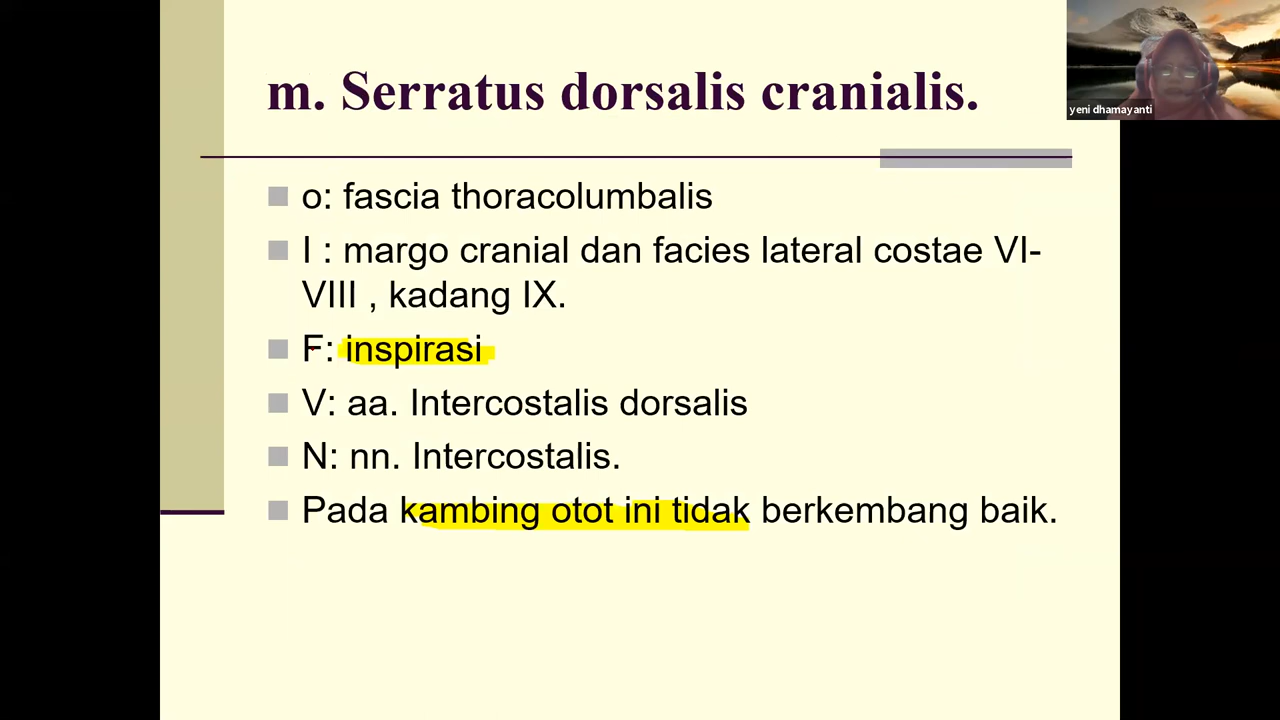 m. Serratus dorsalis cranialis.
yeni dhamayanti
o: fascia thoracolumbalis
I : margo cranial dan facies lateral costae VI-
VIII , kadang IX.
F: inspirasi
V: aa. Intercostalis dorsalis
N: nn. Intercostalis.
Pada kambing otot ini tidak berkembang baik.